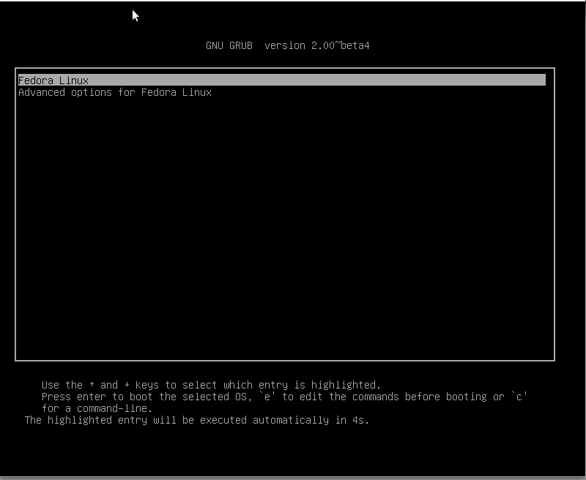 GNU GRUB  version 2.00~beta4
Fedora Linux
Advanced options for Fedora Linux
Use the ↑ and ↓ keys to select which entry is highlighted.
Press enter to boot the selected OS, `e' to edit the commands before booting or `c'
for a command-line.
The highlighted entry will be executed automatically in 4s.